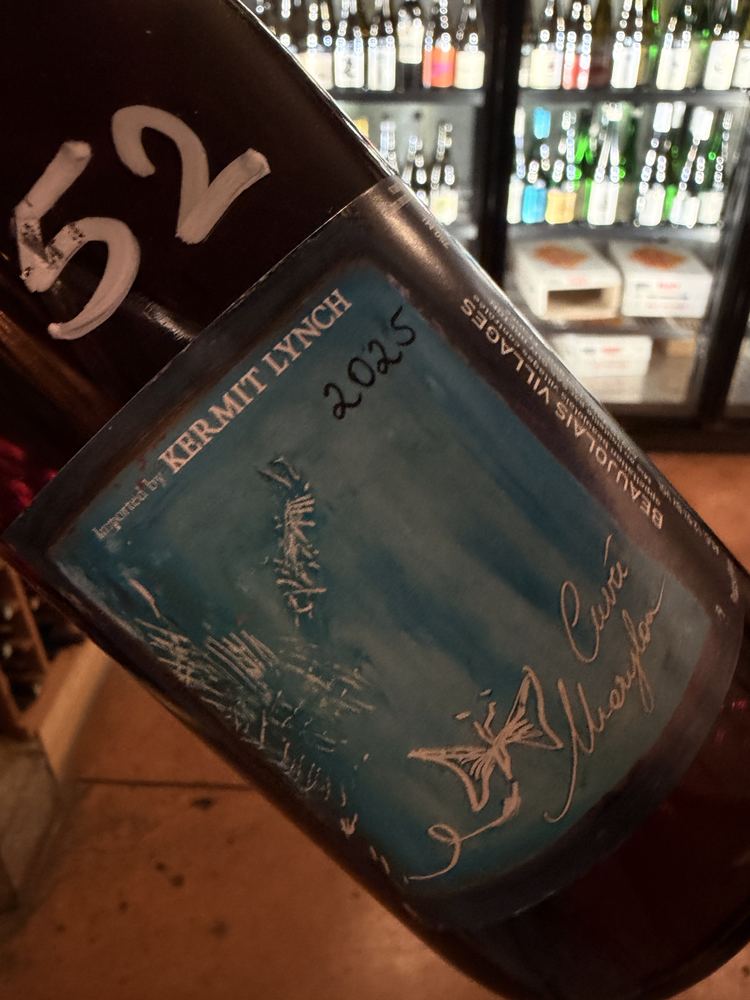 52
Imported by KERMIT LYNCH
2025
BEAUJOLAIS VILLAGES
Cuvée
Marylou